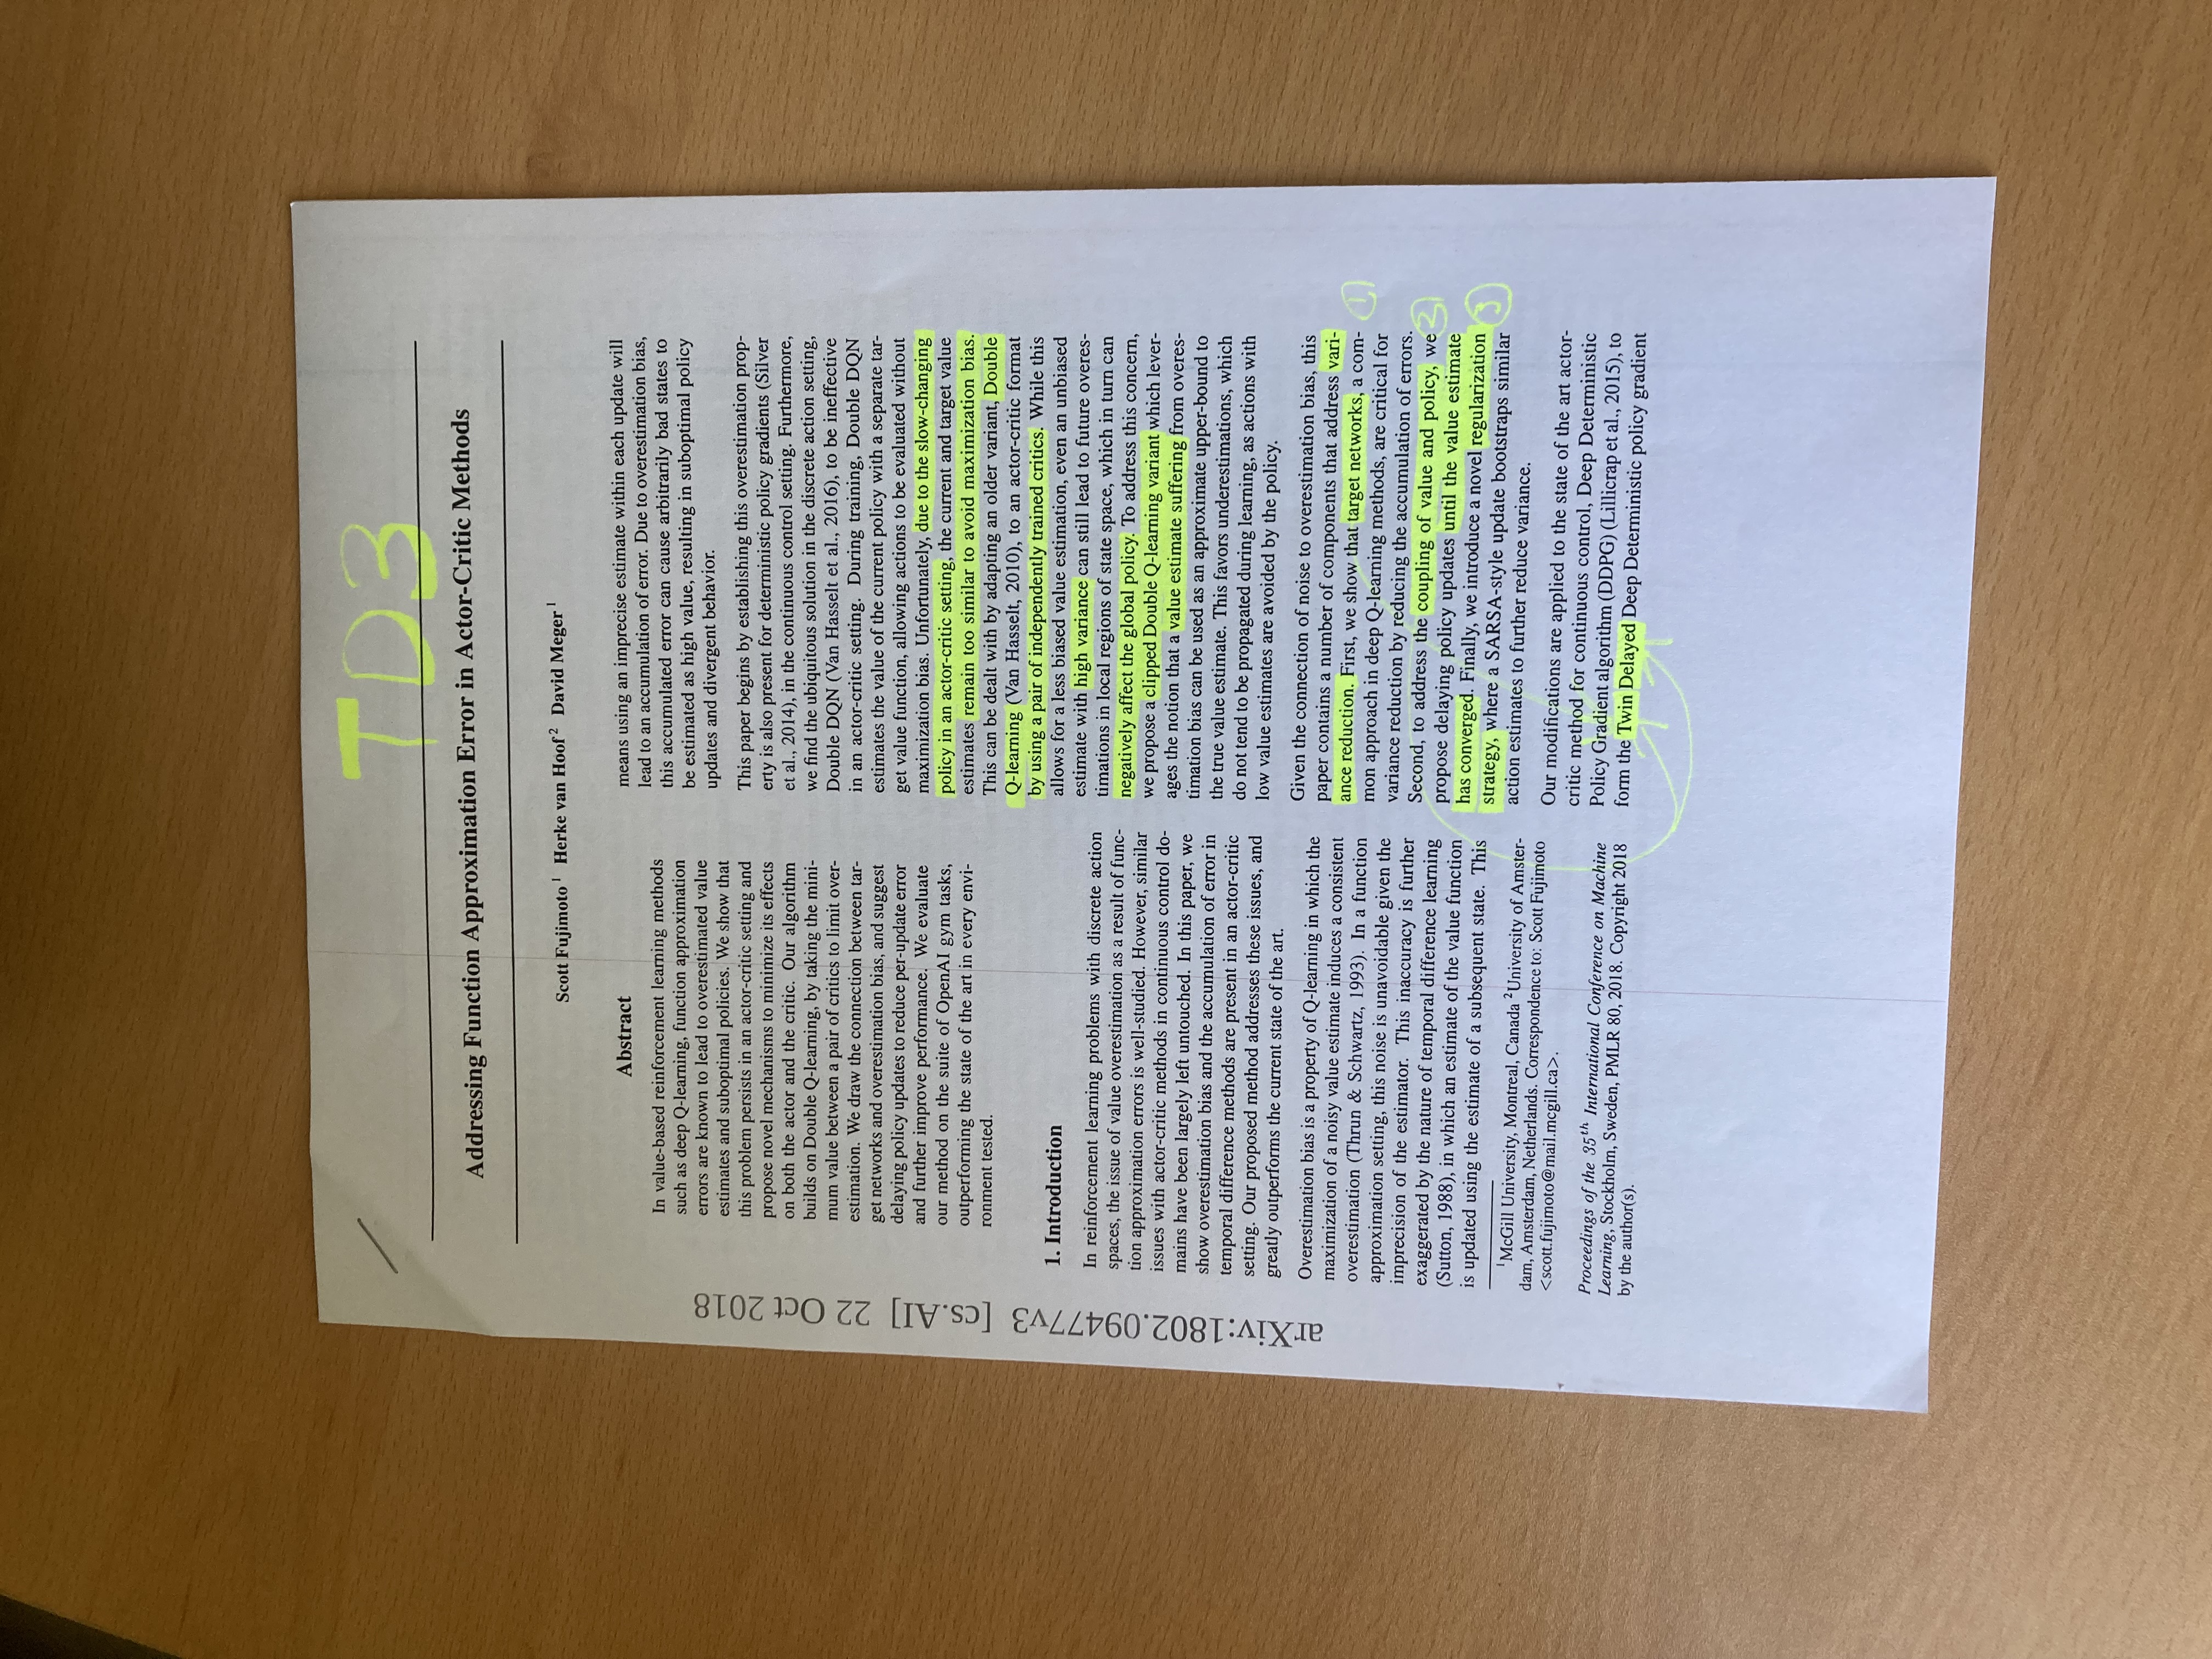 TD3
Addressing Function Approximation Error in Actor-Critic Methods
Scott Fujimoto 1 Herke van Hoof 2 David Meger 1
arXiv:1802.09477v3 [cs.AI] 22 Oct 2018
Abstract
In value-based reinforcement learning methods
such as deep Q-learning, function approximation
errors are known to lead to overestimated value
estimates and suboptimal policies. We show that
this problem persists in an actor-critic setting and
propose novel mechanisms to minimize its effects
on both the actor and the critic. Our algorithm
builds on Double Q-learning, by taking the mini-
mum value between a pair of critics to limit over-
estimation. We draw the connection between tar-
get networks and overestimation bias, and suggest
delaying policy updates to reduce per-update error
and further improve performance. We evaluate
our method on the suite of OpenAI gym tasks,
outperforming the state of the art in every envi-
ronment tested.
1. Introduction
In reinforcement learning problems with discrete action
spaces, the issue of value overestimation as a result of func-
tion approximation errors is well-studied. However, similar
issues with actor-critic methods in continuous control do-
mains have been largely left untouched. In this paper, we
show overestimation bias and the accumulation of error in
temporal difference methods are present in an actor-critic
setting. Our proposed method addresses these issues, and
greatly outperforms the current state of the art.
Overestimation bias is a property of Q-learning in which the
maximization of a noisy value estimate induces a consistent
overestimation (Thrun & Schwartz, 1993). In a function
approximation setting, this noise is unavoidable given the
imprecision of the estimator. This inaccuracy is further
exaggerated by the nature of temporal difference learning
(Sutton, 1988), in which an estimate of the value function
is updated using the estimate of a subsequent state. This
1McGill University, Montreal, Canada 2University of Amster-
dam, Amsterdam, Netherlands. Correspondence to: Scott Fujimoto
<scott.fujimoto@mail.mcgill.ca>.
Proceedings of the 35th International Conference on Machine
Learning, Stockholm, Sweden, PMLR 80, 2018. Copyright 2018
by the author(s).
means using an imprecise estimate within each update will
lead to an accumulation of error. Due to overestimation bias,
this accumulated error can cause arbitrarily bad states to
be estimated as high value, resulting in suboptimal policy
updates and divergent behavior.
This paper begins by establishing this overestimation prop-
erty is also present for deterministic policy gradients (Silver
et al., 2014), in the continuous control setting. Furthermore,
we find the ubiquitous solution in the discrete action setting,
Double DQN (Van Hasselt et al., 2016), to be ineffective
in an actor-critic setting. During training, Double DQN
estimates the value of the current policy with a separate tar-
get value function, allowing actions to be evaluated without
maximization bias. Unfortunately, due to the slow-changing
policy in an actor-critic setting, the current and target value
estimates remain too similar to avoid maximization bias.
This can be dealt with by adapting an older variant, Double
Q-learning (Van Hasselt, 2010), to an actor-critic format
by using a pair of independently trained critics. While this
allows for a less biased value estimation, even an unbiased
estimate with high variance can still lead to future overes-
timations in local regions of state space, which in turn can
negatively affect the global policy. To address this concern,
we propose a clipped Double Q-learning variant which lever-
ages the notion that a value estimate suffering from overes-
timation bias can be used as an approximate upper-bound to
the true value estimate. This favors underestimations, which
do not tend to be propagated during learning, as actions with
low value estimates are avoided by the policy.
Given the connection of noise to overestimation bias, this
paper contains a number of components that address vari-
ance reduction. First, we show that target networks, a com- 1
mon approach in deep Q-learning methods, are critical for
variance reduction by reducing the accumulation of errors.
Second, to address the coupling of value and policy, we 2
propose delaying policy updates until the value estimate
has converged. Finally, we introduce a novel regularization 3
strategy, where a SARSA-style update bootstraps similar
action estimates to further reduce variance.
Our modifications are applied to the state of the art actor-
critic method for continuous control, Deep Deterministic
Policy Gradient algorithm (DDPG) (Lillicrap et al., 2015), to
form the Twin Delayed Deep Deterministic policy gradient